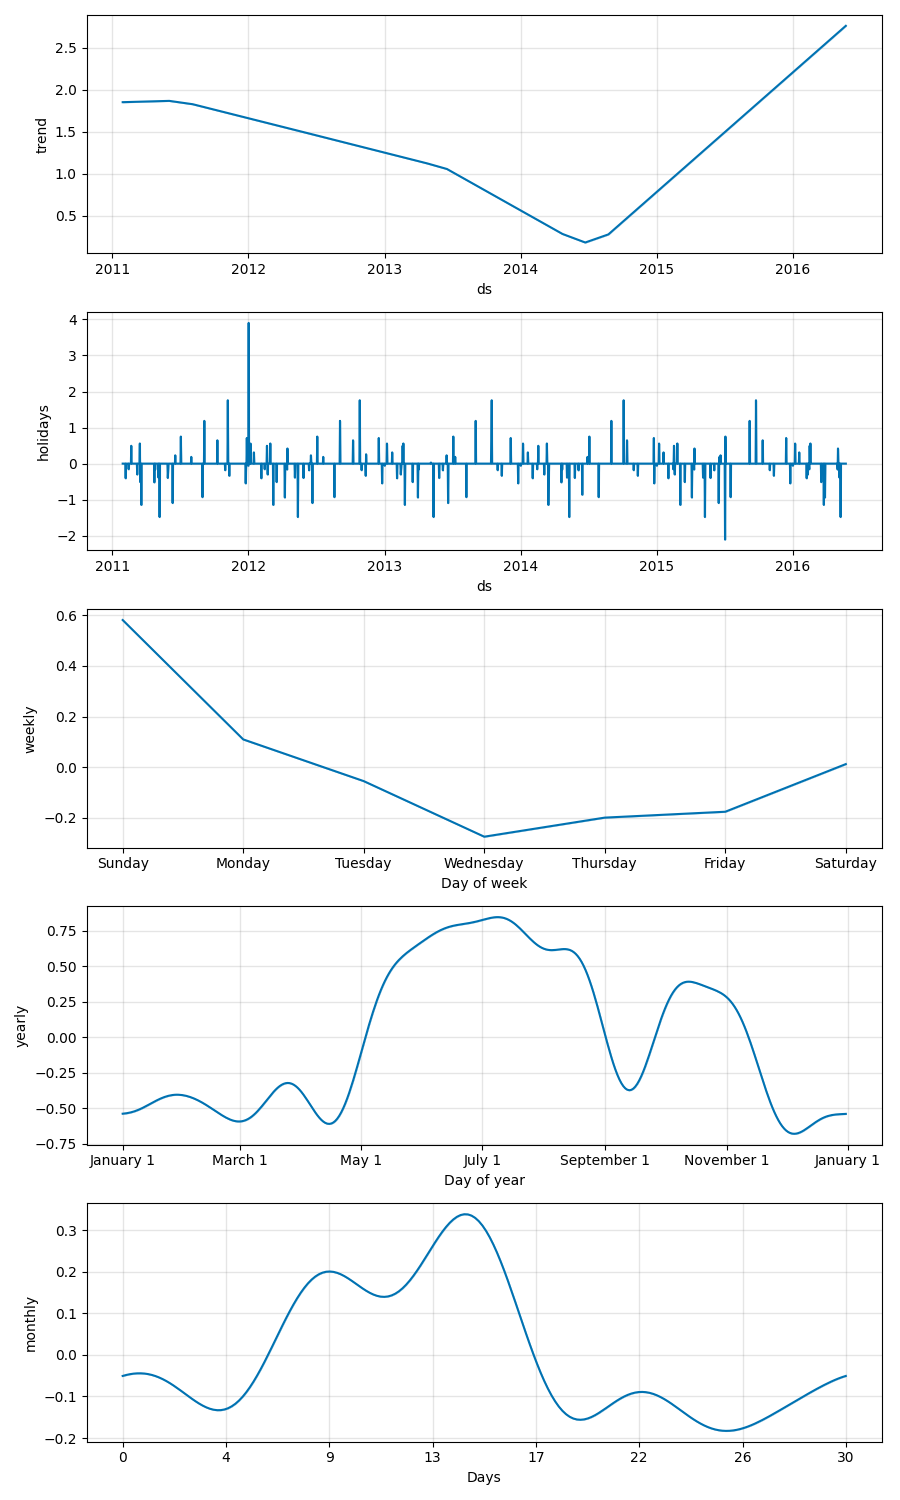 trend
2.5
2.0
1.5
1.0
0.5
2011 2012 2013 2014 2015 2016
ds
holidays
4
3
2
1
0
−1
−2
2011 2012 2013 2014 2015 2016
ds
weekly
0.6
0.4
0.2
0.0
−0.2
Sunday Monday Tuesday Wednesday Thursday Friday Saturday
Day of week
yearly
0.75
0.50
0.25
0.00
−0.25
−0.50
−0.75
January 1 March 1 May 1 July 1 September 1 November 1 January 1
Day of year
monthly
0.3
0.2
0.1
0.0
−0.1
−0.2
0 4 9 13 17 22 26 30
Days